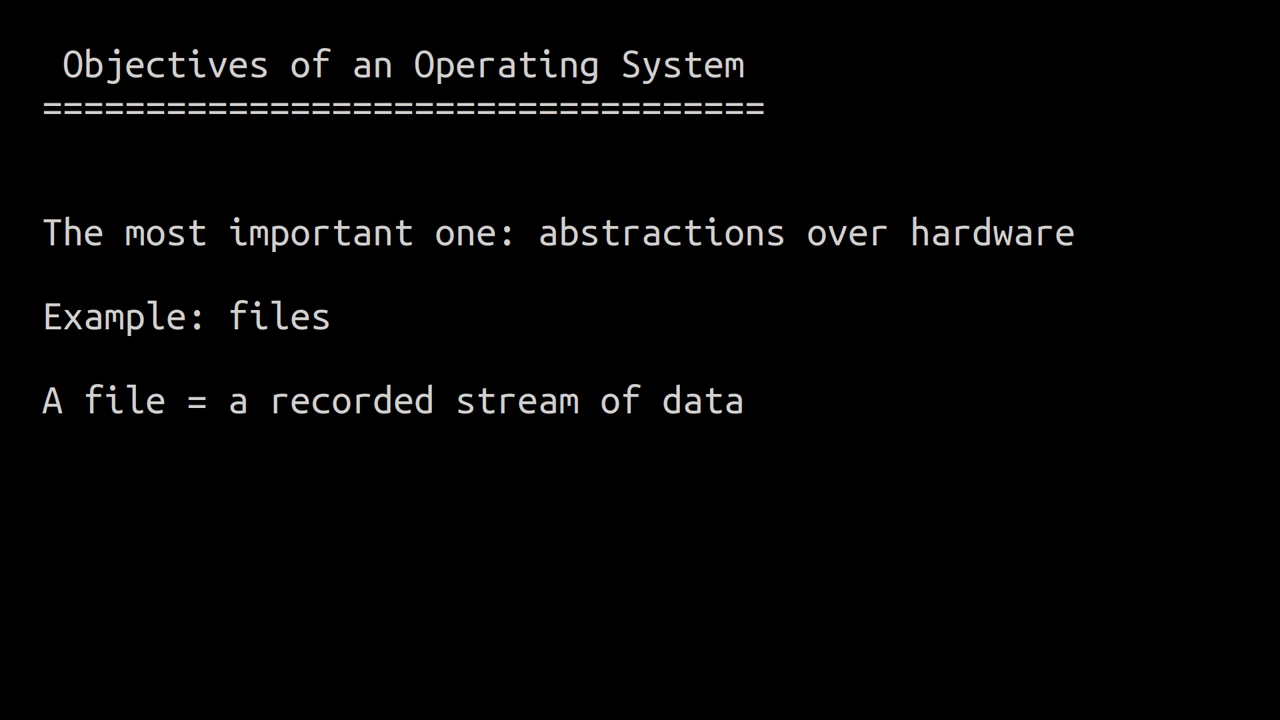 Objectives of an Operating System
===================================
The most important one: abstractions over hardware
Example: files
A file = a recorded stream of data